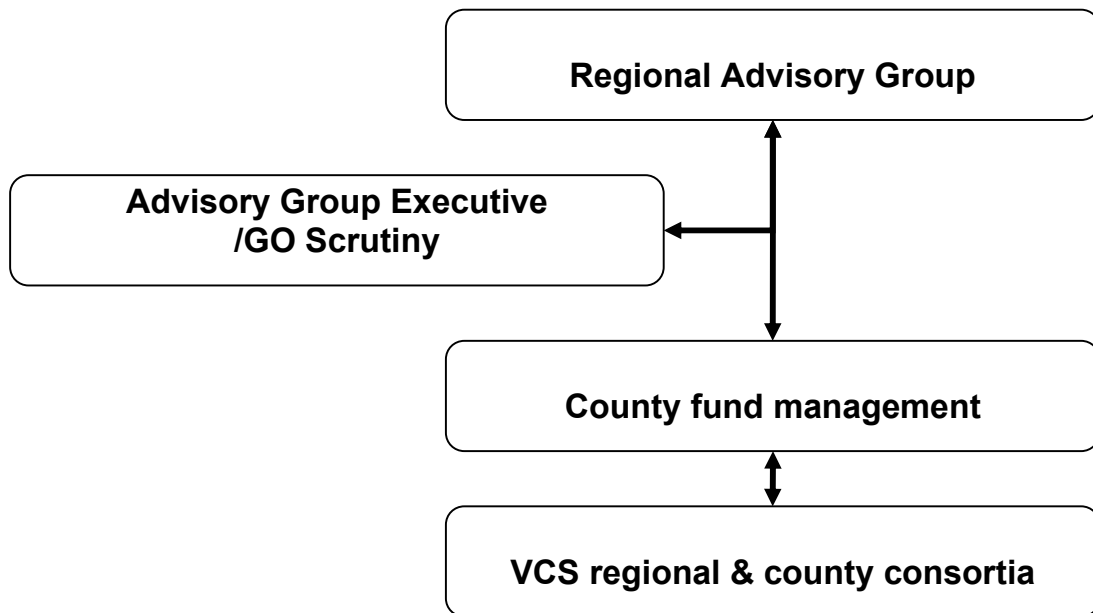 Regional Advisory Group
Advisory Group Executive
/GO Scrutiny
County fund management
VCS regional & county consortia